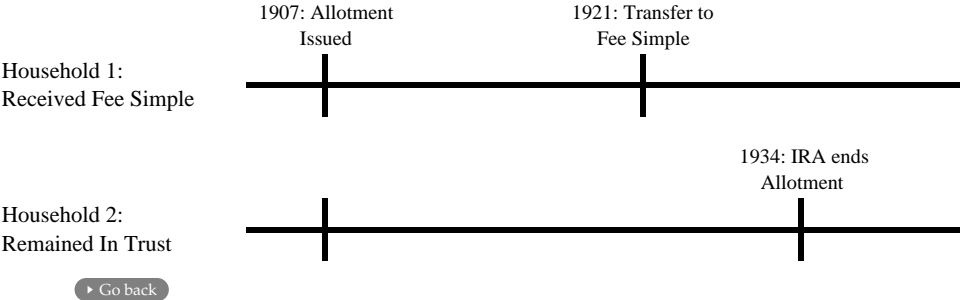 1907: Allotment
Issued
1921: Transfer to
Fee Simple
Household 1:
Received Fee Simple
1934: IRA ends
Allotment
Household 2:
Remained In Trust
Go back